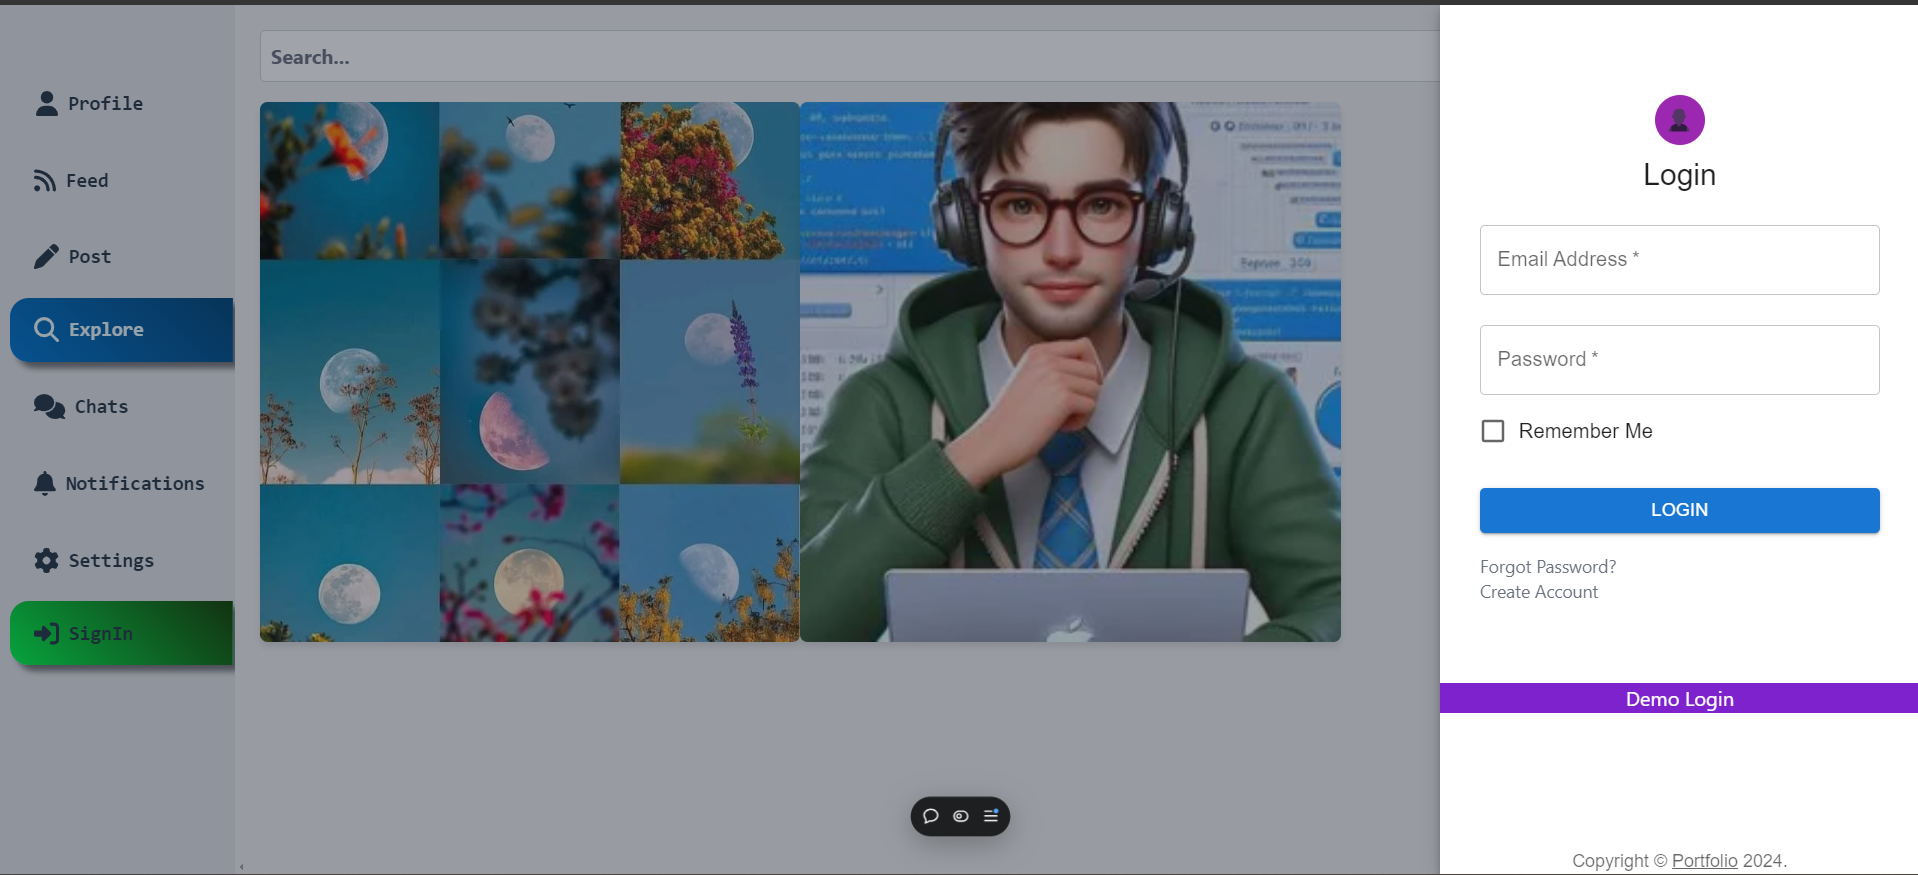 Profile
Feed
Post
Explore
Chats
Notifications
Settings
SignIn
Search...
Login
Email Address *
Password *
Remember Me
LOGIN
Forgot Password?
Create Account
Demo Login
Copyright © Portfolio 2024.